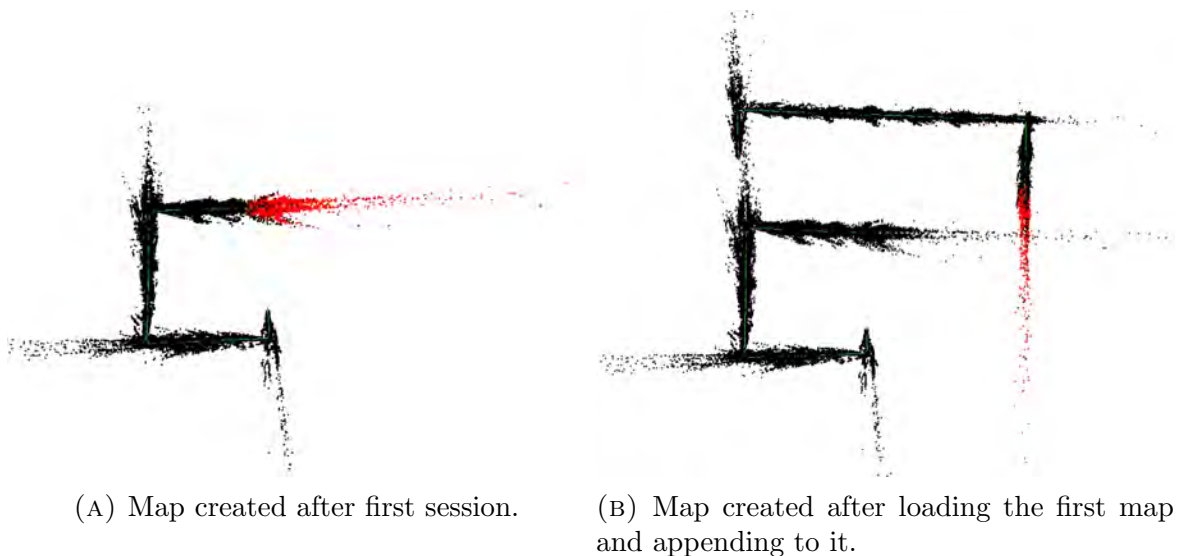 (A) Map created after first session.
(B) Map created after loading the first map
and appending to it.